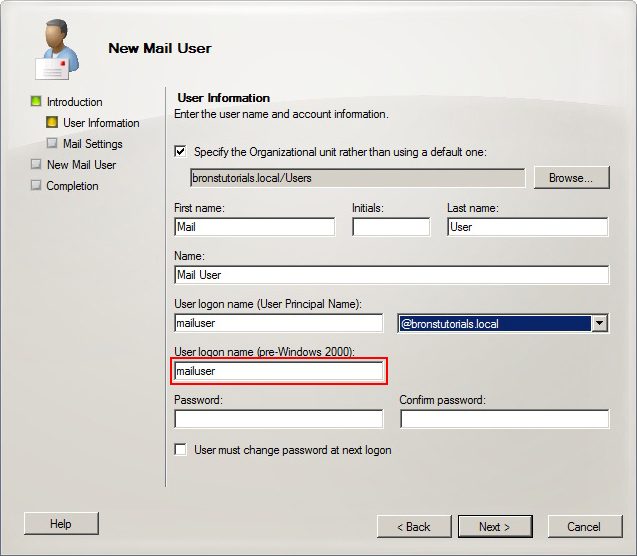 New Mail User
Introduction
User Information
Mail Settings
New Mail User
Completion
User Information
Enter the user name and account information.
Specify the Organizational unit rather than using a default one:
bronstutorials.local/Users
Browse...
First name:
Initials:
Last name:
Mail
User
Name:
Mail User
User logon name (User Principal Name):
mailuser
@bronstutorials.local
User logon name (pre-Windows 2000):
mailuser
Password:
Confirm password:
User must change password at next logon
Help
< Back
Next >
Cancel